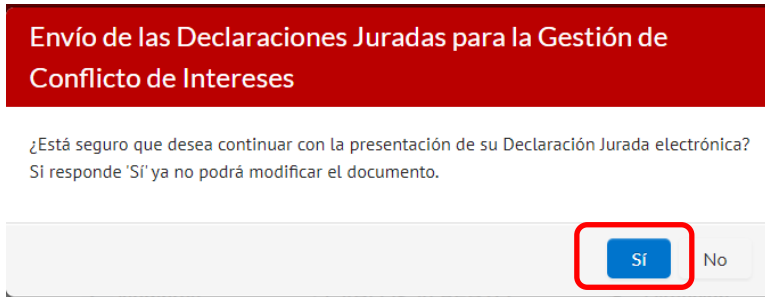 Envío de las Declaraciones Juradas para la Gestión de
Conflicto de Intereses
¿Está seguro que desea continuar con la presentación de su Declaración Jurada electrónica?
Si responde 'Sí' ya no podrá modificar el documento.
Sí
No